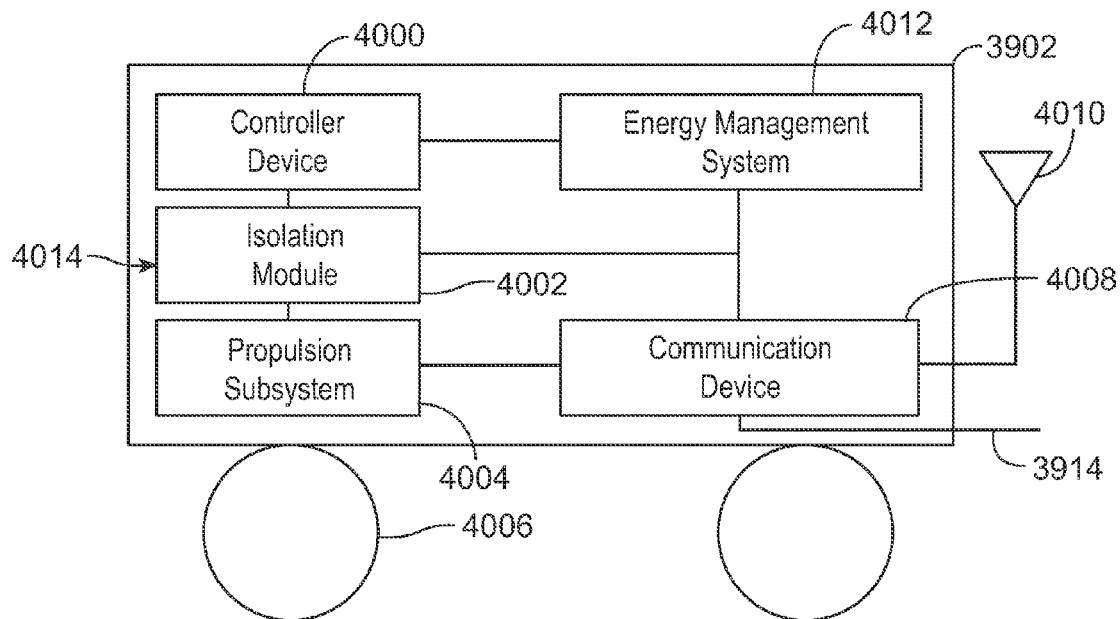 4000
4012
3902
4010
Controller
Device
Energy Management
System
4014
Isolation
Module
4002
4008
Propulsion
Subsystem
Communication
Device
4004
3914
4006